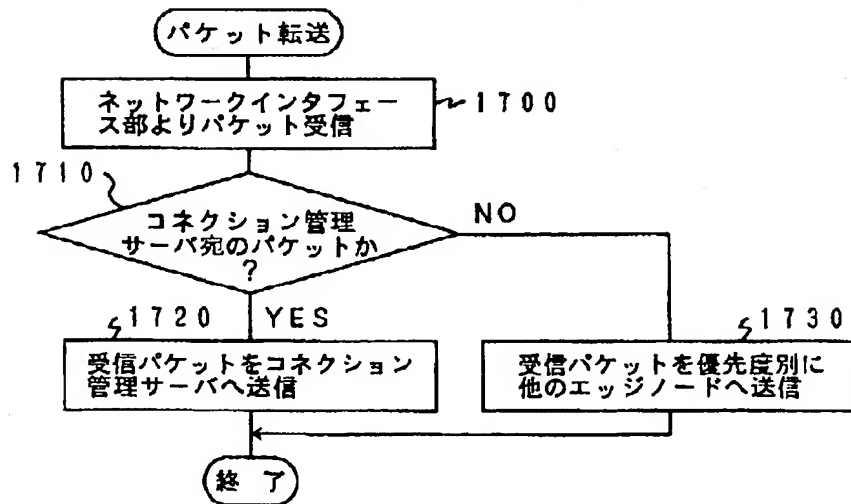 パケット転送
ネットワークインタフェー
ス部よりパケット受信
1700
1710
コネクション管理
サーバ宛のパケットか
?
NO
YES
1720
受信パケットをコネクション
管理サーバへ送信
1730
受信パケットを優先度別に
他のエッジノードへ送信
終了